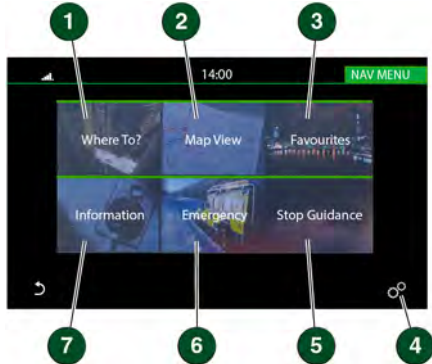 1 2 3
14:00 NAV MENU
Where To? Map View Favourites
Information Emergency Stop Guidance
7 6 5 4